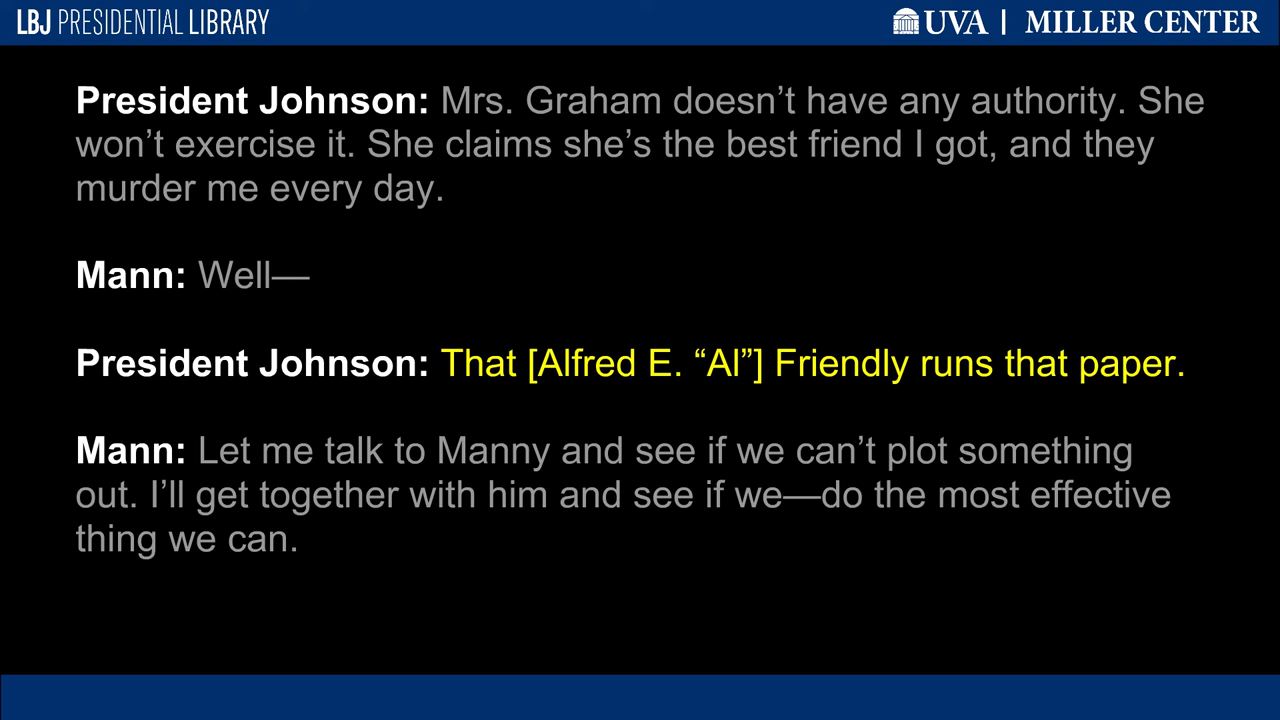 LBJ PRESIDENTIAL LIBRARY
UVA | MILLER CENTER
President Johnson: Mrs. Graham doesn’t have any authority. She
won’t exercise it. She claims she’s the best friend I got, and they
murder me every day.
Mann: Well—
President Johnson: That [Alfred E. “Al”] Friendly runs that paper.
Mann: Let me talk to Manny and see if we can’t plot something
out. I’ll get together with him and see if we—do the most effective
thing we can.